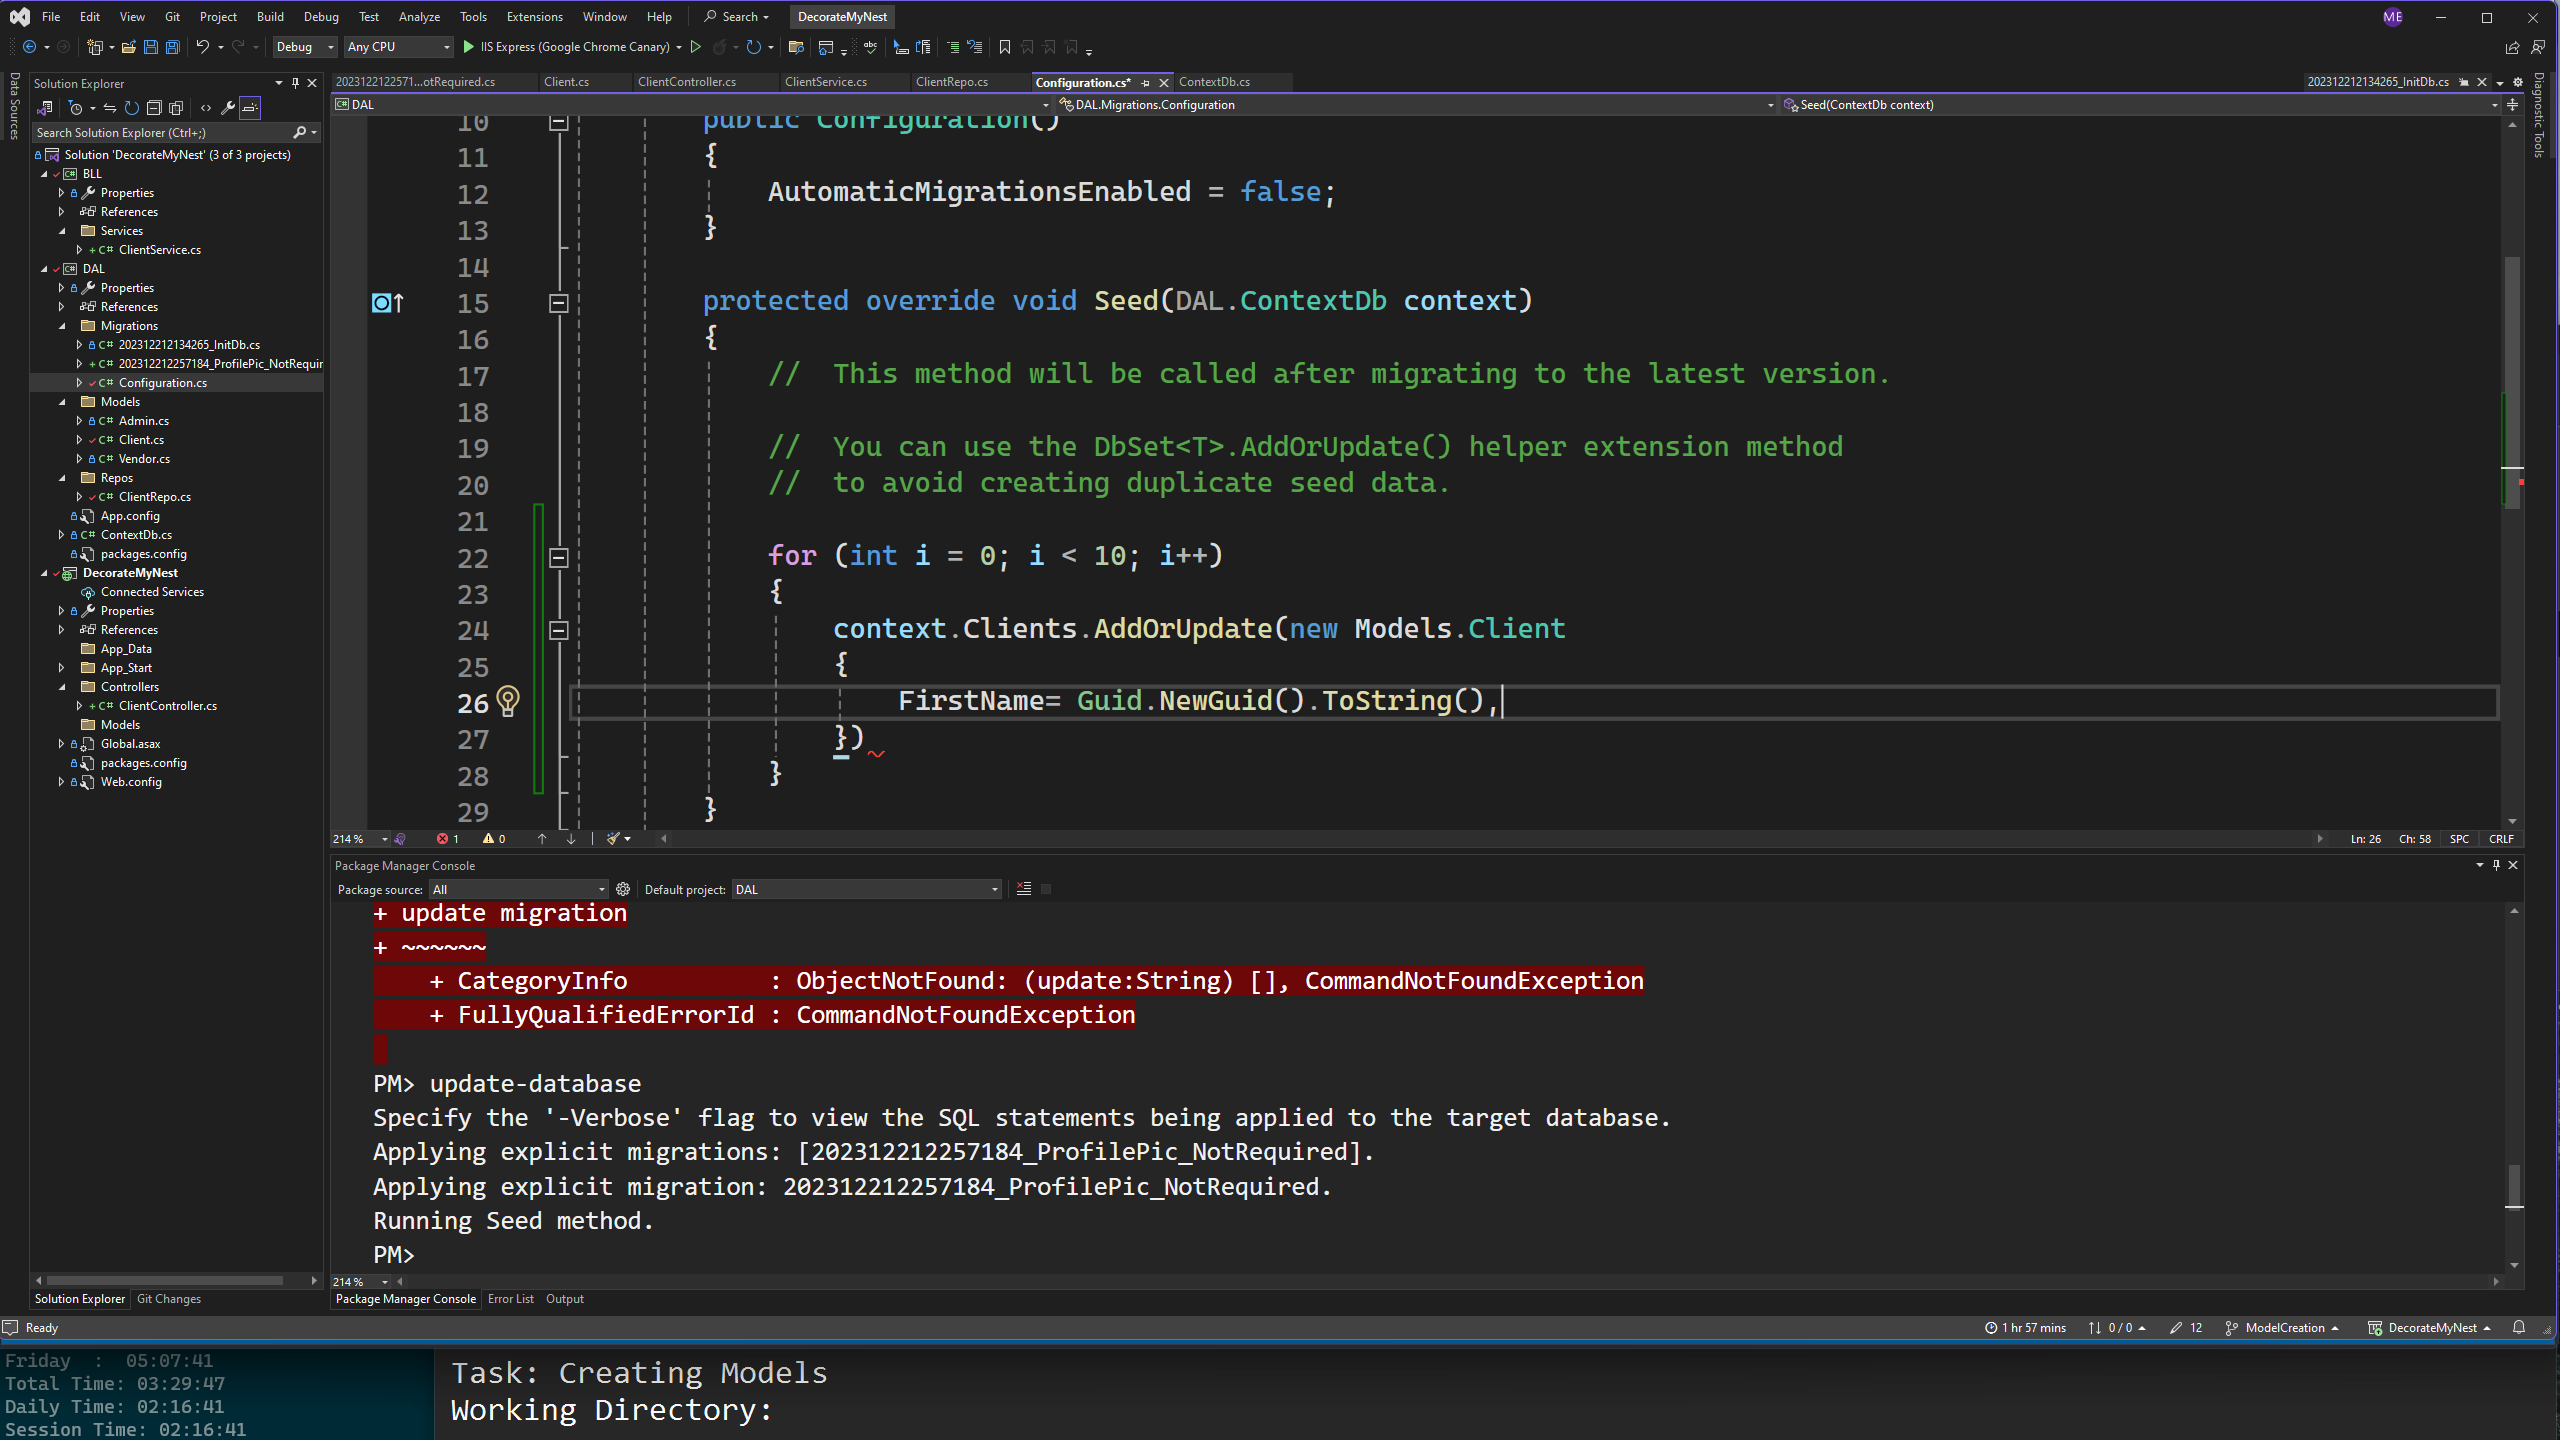 File Edit View Git Project Build Debug Test Analyze Tools Extensions Window Help Search DecorateMyNest ME
Debug Any CPU IIS Express (Google Chrome Canary)
Data Sources
Diagnostic Tools
Solution Explorer
Search Solution Explorer (Ctrl+;)
Solution 'DecorateMyNest' (3 of 3 projects)
BLL
Properties
References
Services
C# ClientService.cs
DAL
Properties
References
Migrations
C# 202312212134265_InitDb.cs
C# 202312212257184_ProfilePic_NotRequir
C# Configuration.cs
Models
C# Admin.cs
C# Client.cs
C# Vendor.cs
Repos
C# ClientRepo.cs
App.config
C# ContextDb.cs
packages.config
DecorateMyNest
Connected Services
Properties
References
App_Data
App_Start
Controllers
C# ClientController.cs
Models
Global.asax
packages.config
Web.config
Solution Explorer Git Changes
2023122122571...otRequired.cs Client.cs ClientController.cs ClientService.cs ClientRepo.cs Configuration.cs* ContextDb.cs 202312212134265_InitDb.cs
DAL DAL.Migrations.Configuration Seed(ContextDb context)
10 public Configuration()
11 {
12 AutomaticMigrationsEnabled = false;
13 }
14
15 protected override void Seed(DAL.ContextDb context)
16 {
17 //  This method will be called after migrating to the latest version.
18
19 //  You can use the DbSet<T>.AddOrUpdate() helper extension method
20 //  to avoid creating duplicate seed data.
21
22 for (int i = 0; i < 10; i++)
23 {
24 context.Clients.AddOrUpdate(new Models.Client
25 {
26 FirstName= Guid.NewGuid().ToString(),
27 })
28 }
29 }
214 % 1 0 Ln: 26 Ch: 58 SPC CRLF
Package Manager Console
Package source: All Default project: DAL
+ update migration
+ ~~~~~~
+ CategoryInfo          : ObjectNotFound: (update:String) [], CommandNotFoundException
+ FullyQualifiedErrorId : CommandNotFoundException
PM> update-database
Specify the '-Verbose' flag to view the SQL statements being applied to the target database.
Applying explicit migrations: [202312212257184_ProfilePic_NotRequired].
Applying explicit migration: 202312212257184_ProfilePic_NotRequired.
Running Seed method.
PM>
214 %
Package Manager Console Error List Output
Ready 1 hr 57 mins 0 / 0 12 ModelCreation DecorateMyNest
Friday  :  05:07:41
Total Time: 03:29:47
Daily Time: 02:16:41
Session Time: 02:16:41
Task: Creating Models
Working Directory: